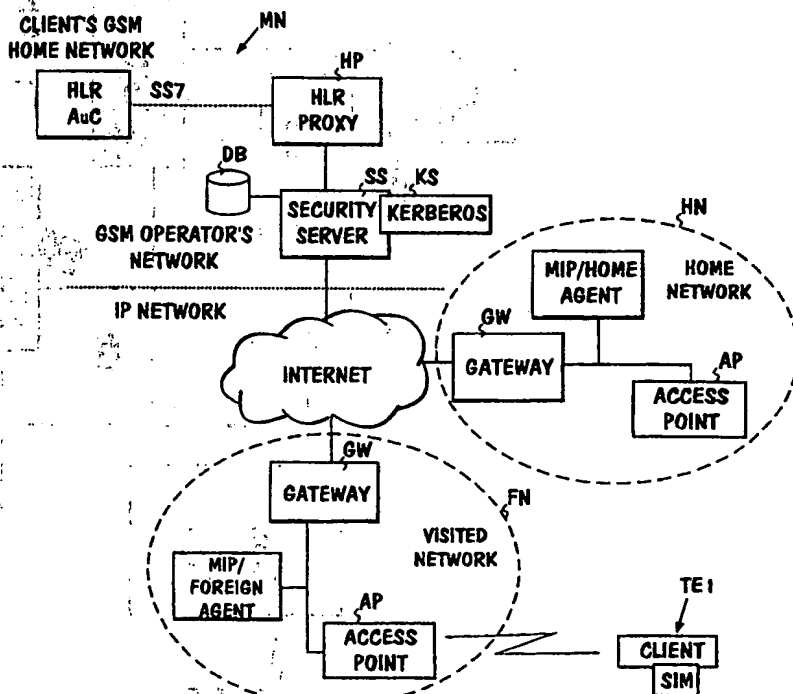 CLIENT'S GSM
HOME NETWORK
MN
HLR
AuC
SS7
HP
HLR
PROXY
DB
SS
KS
SECURITY
SERVER
KERBEROS
GSM OPERATOR'S
NETWORK
IP NETWORK
HN
MIP/HOME
AGENT
HOME
NETWORK
INTERNET
GW
GATEWAY
AP
ACCESS
POINT
GW
GATEWAY
FN
VISITED
NETWORK
MIP/
FOREIGN
AGENT
AP
ACCESS
POINT
TE1
CLIENT
SIM